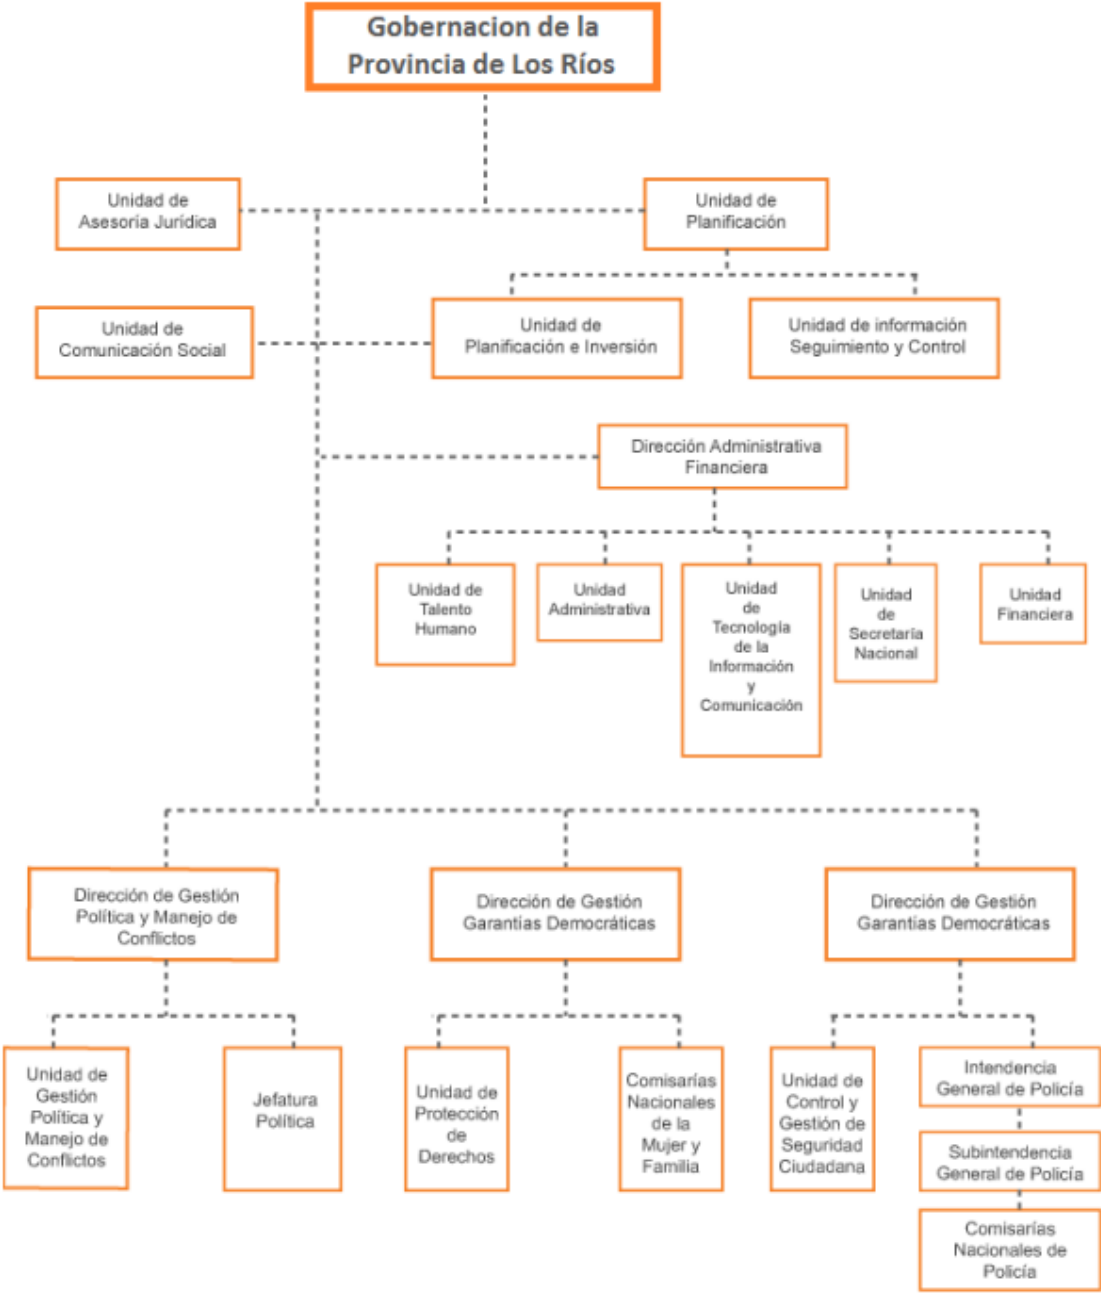 Gobernacion de la
Provincia de Los Ríos
Unidad de
Asesoría Jurídica
Unidad de
Planificación
Unidad de
Comunicación Social
Unidad de
Planificación e Inversión
Unidad de información
Seguimiento y Control
Dirección Administrativa
Financiera
Unidad de
Talento
Humano
Unidad
Administrativa
Unidad
de
Tecnología
de la
Información
y
Comunicación
Unidad
de
Secretaría
Nacional
Unidad
Financiera
Dirección de Gestión
Política y Manejo de
Conflictos
Dirección de Gestión
Garantías Democráticas
Dirección de Gestión
Garantías Democráticas
Unidad de
Gestión
Política y
Manejo de
Conflictos
Jefatura
Política
Unidad de
Protección
de
Derechos
Comisarías
Nacionales
de la
Mujer y
Familia
Unidad de
Control y
Gestión de
Seguridad
Ciudadana
Intendencia
General de Policía
Subintendencia
General de Policía
Comisarías
Nacionales de
Policía